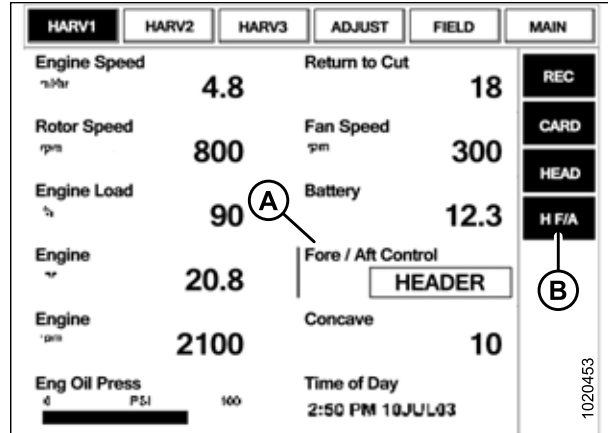 HARV1 HARV2 HARV3 ADJUST FIELD MAIN
Engine Speed
4.8
Return to Cut
18
REC
Rotor Speed
rpm
800
Fan Speed
rpm
300
CARD
HEAD
Engine Load
90
A
Battery
12.3
H F/A
Engine
20.8
Fore / Aft Control
HEADER
B
Engine
rpm
2100
Concave
10
Eng Oil Press
PSI 100
Time of Day
2:50 PM 10JUL03
1020453